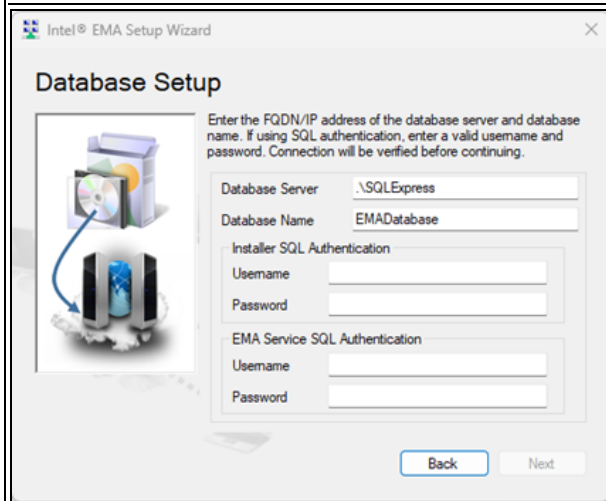 Intel® EMA Setup Wizard
Database Setup
Enter the FQDN/IP address of the database server and database
name. If using SQL authentication, enter a valid username and
password. Connection will be verified before continuing.
Database Server .\SQLExpress
Database Name EMADatabase
Installer SQL Authentication
Username
Password
EMA Service SQL Authentication
Username
Password
Back Next